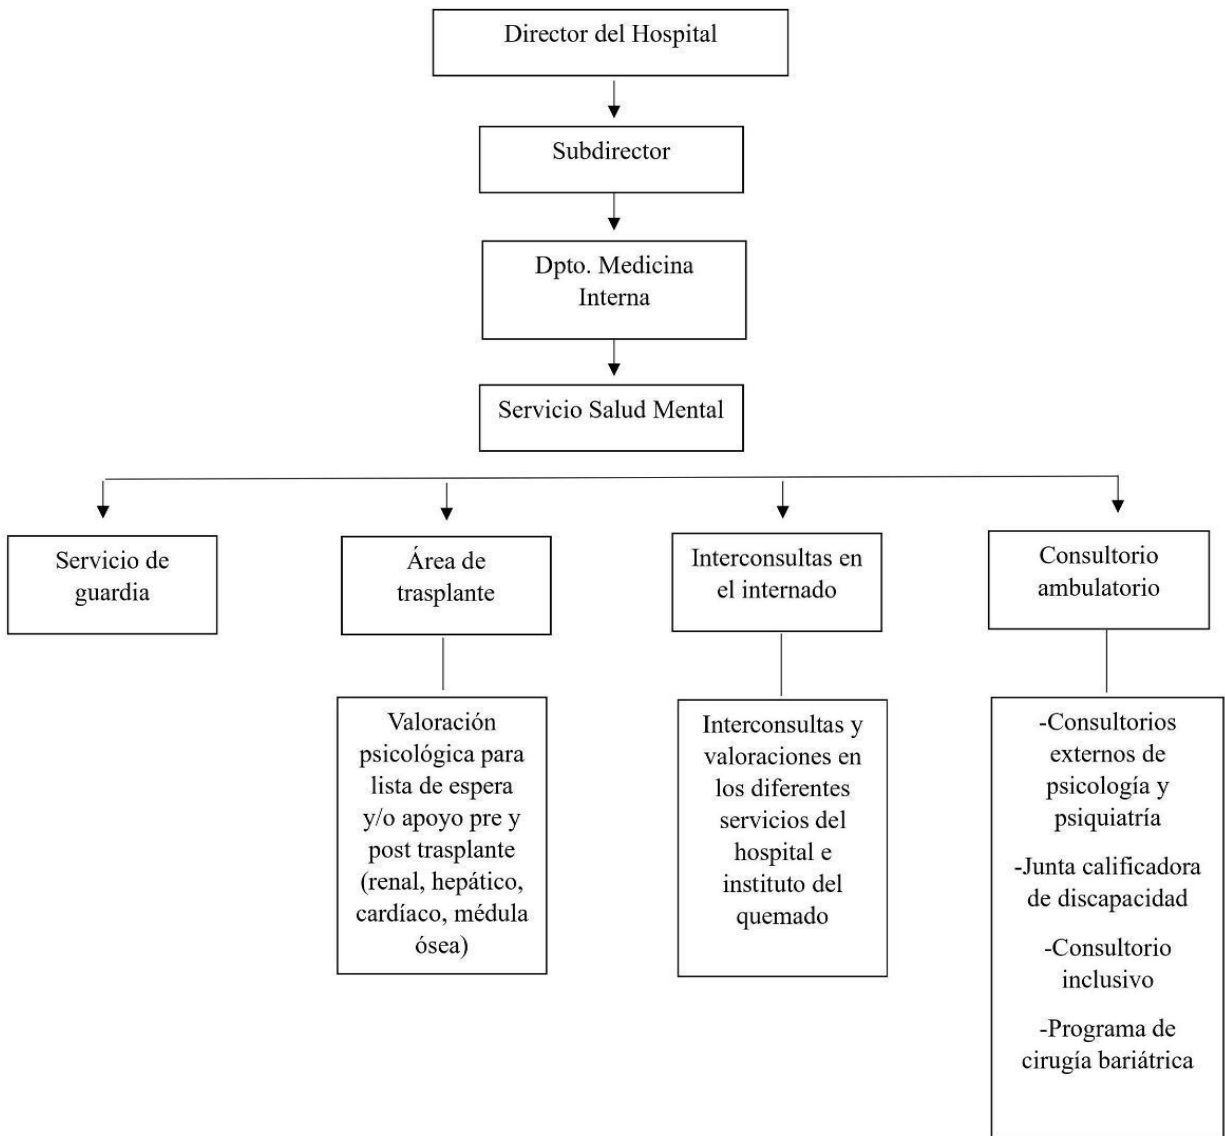 Director del Hospital
Subdirector
Dpto. Medicina
Interna
Servicio Salud Mental
Servicio de
guardia
Área de
trasplante
Interconsultas en
el internado
Consultorio
ambulatorio
Valoración
psicológica para
lista de espera
y/o apoyo pre y
post trasplante
(renal, hepático,
cardíaco, médula
ósea)
Interconsultas y
valoraciones en
los diferentes
servicios del
hospital e
instituto del
quemado
-Consultorios
externos de
psicología y
psiquiatría
-Junta calificadora
de discapacidad
-Consultorio
inclusivo
-Programa de
cirugía bariátrica